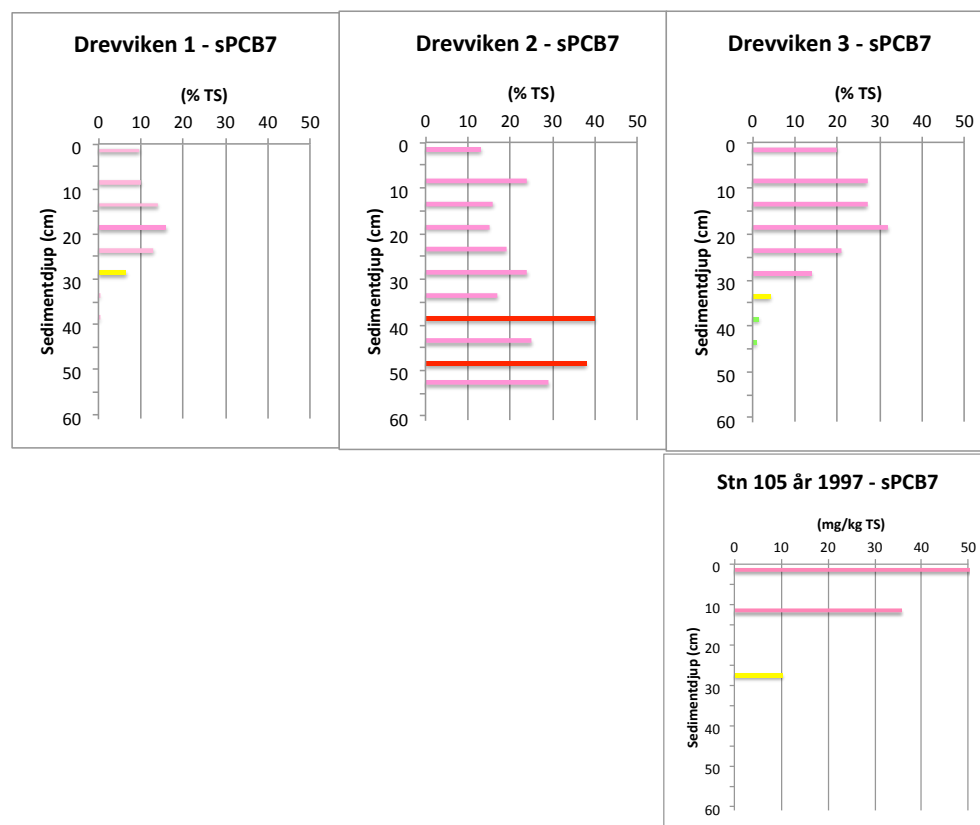 Drevviken 1 - sPCB7
(% TS)
0 10 20 30 40 50
0
10
20
30
40
50
60
Sedimentdjup (cm)
Drevviken 2 - sPCB7
(% TS)
0 10 20 30 40 50
0
10
20
30
40
50
60
Sedimentdjup (cm)
Drevviken 3 - sPCB7
(% TS)
0 10 20 30 40 50
0
10
20
30
40
50
60
Sedimentdjup (cm)
Stn 105 år 1997 - sPCB7
(mg/kg TS)
0 10 20 30 40 50
0
10
20
30
40
50
60
Sedimentdjup (cm)